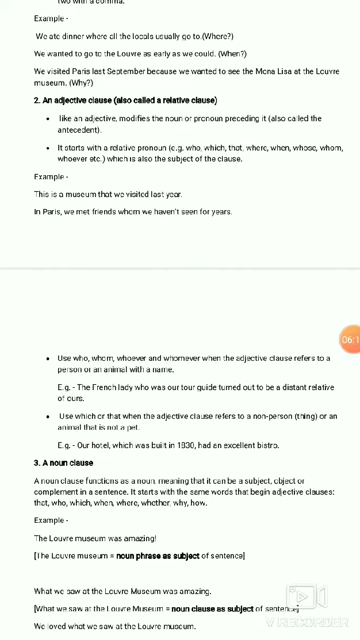 two with a comma.
Example -
We ate dinner where all the locals usually go to.(Where?)
We wanted to go to the Louvre as early as we could. (When?)
We visited Paris last September because we wanted to see the Mona Lisa at the Louvre
museum. (Why?)
2. An adjective clause (also called a relative clause)
• like an adjective, modifies the noun or pronoun preceding it (also called the
antecedent).
• It starts with a relative pronoun (e.g. who, which, that, where, when, whose, whom,
whoever etc.) which is also the subject of the clause.
Example -
This is a museum that we visited last year.
In Paris, we met friends whom we haven't seen for years.
06:1
• Use who, whom, whoever and whomever when the adjective clause refers to a
person or an animal with a name.
E.g. - The French lady who was our tour guide turned out to be a distant relative
of ours.
• Use which or that when the adjective clause refers to a non-person (thing) or an
animal that is not a pet.
E.g. - Our hotel, which was built in 1830, had an excellent bistro.
3. A noun clause
A noun clause functions as a noun, meaning that it can be a subject, object or
complement in a sentence. It starts with the same words that begin adjective clauses:
that, who, which, when, where, whether, why, how.
Example -
The Louvre museum was amazing!
[The Louvre museum = noun phrase as subject of sentence]
What we saw at the Louvre Museum was amazing.
[What we saw at the Louvre Museum = noun clause as subject of sentence]
We loved what we saw at the Louvre museum.
V RECORDER